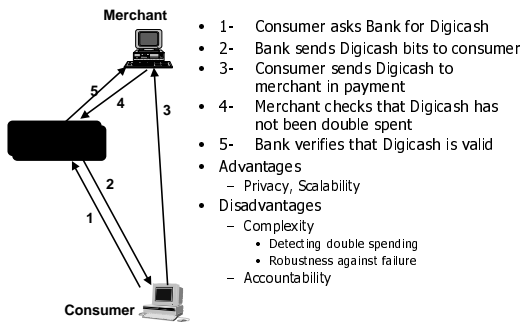 Merchant
5
4
3
2
1
Consumer
• 1- Consumer asks Bank for Digicash
• 2- Bank sends Digicash bits to consumer
• 3- Consumer sends Digicash to
merchant in payment
• 4- Merchant checks that Digicash has
not been double spent
• 5- Bank verifies that Digicash is valid
• Advantages
– Privacy, Scalability
• Disadvantages
– Complexity
• Detecting double spending
• Robustness against failure
– Accountability